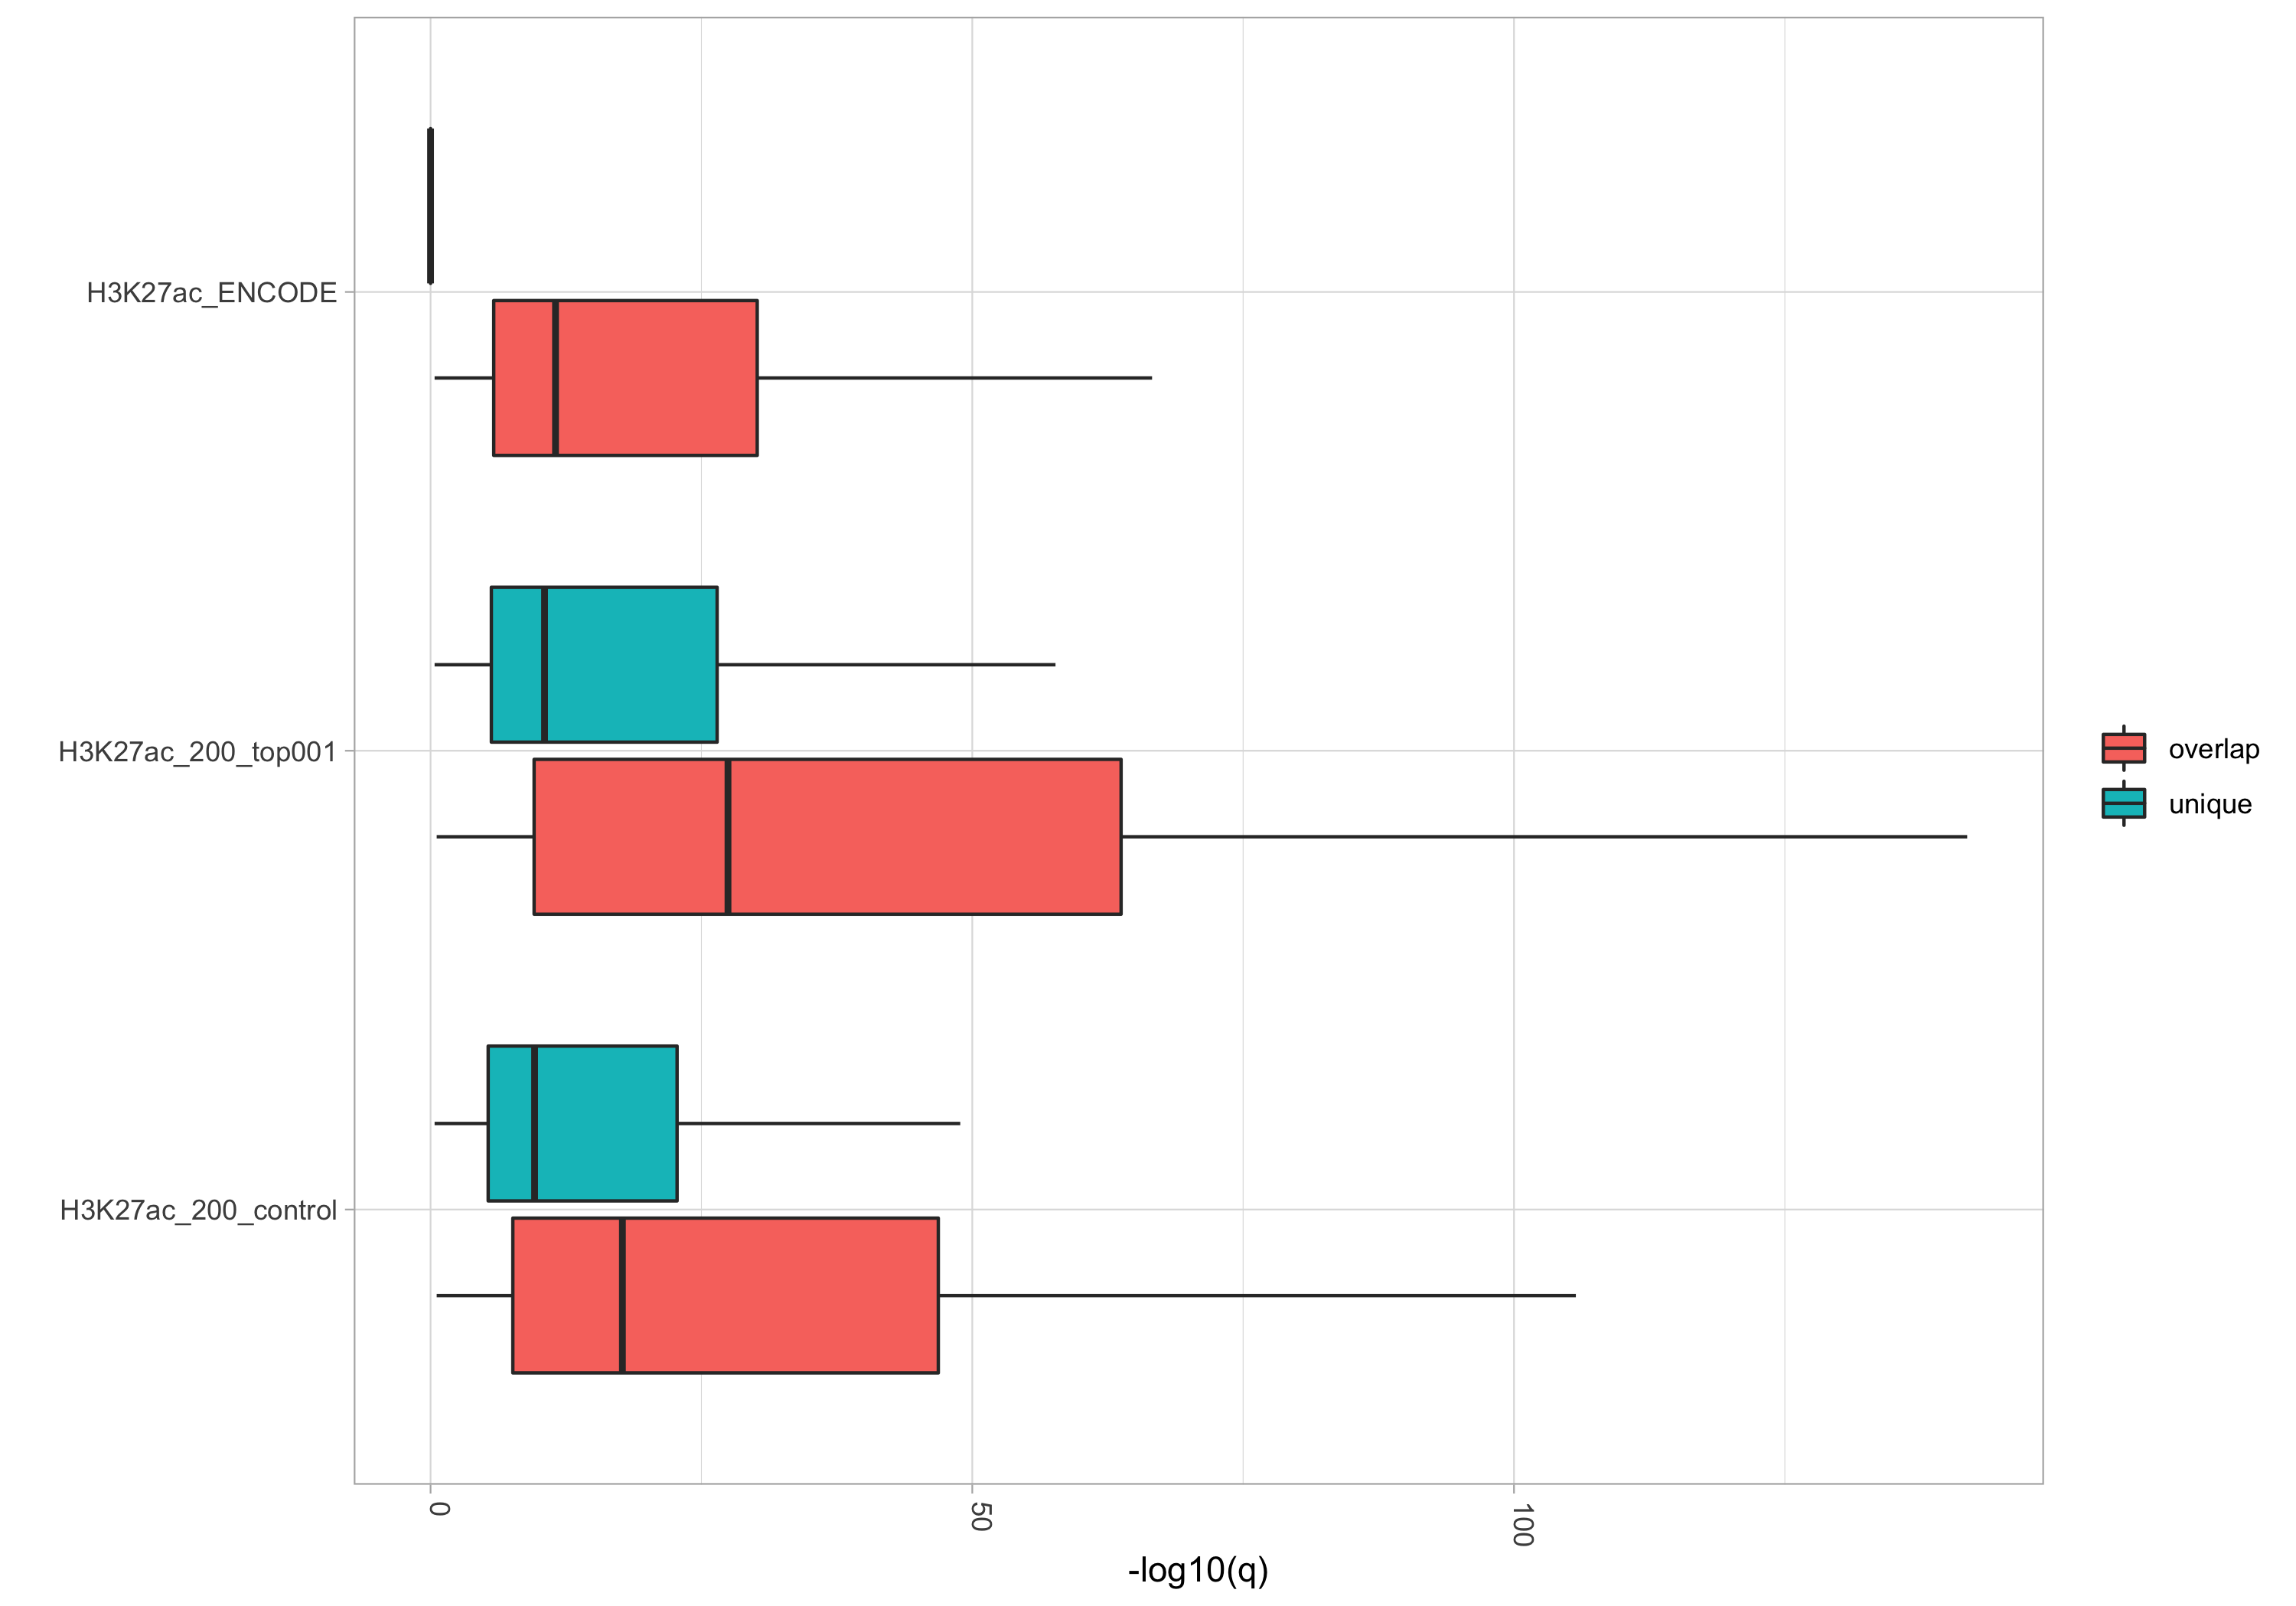 H3K27ac_ENCODE
H3K27ac_200_top001
H3K27ac_200_control
0
50
100
-log10(q)
overlap
unique